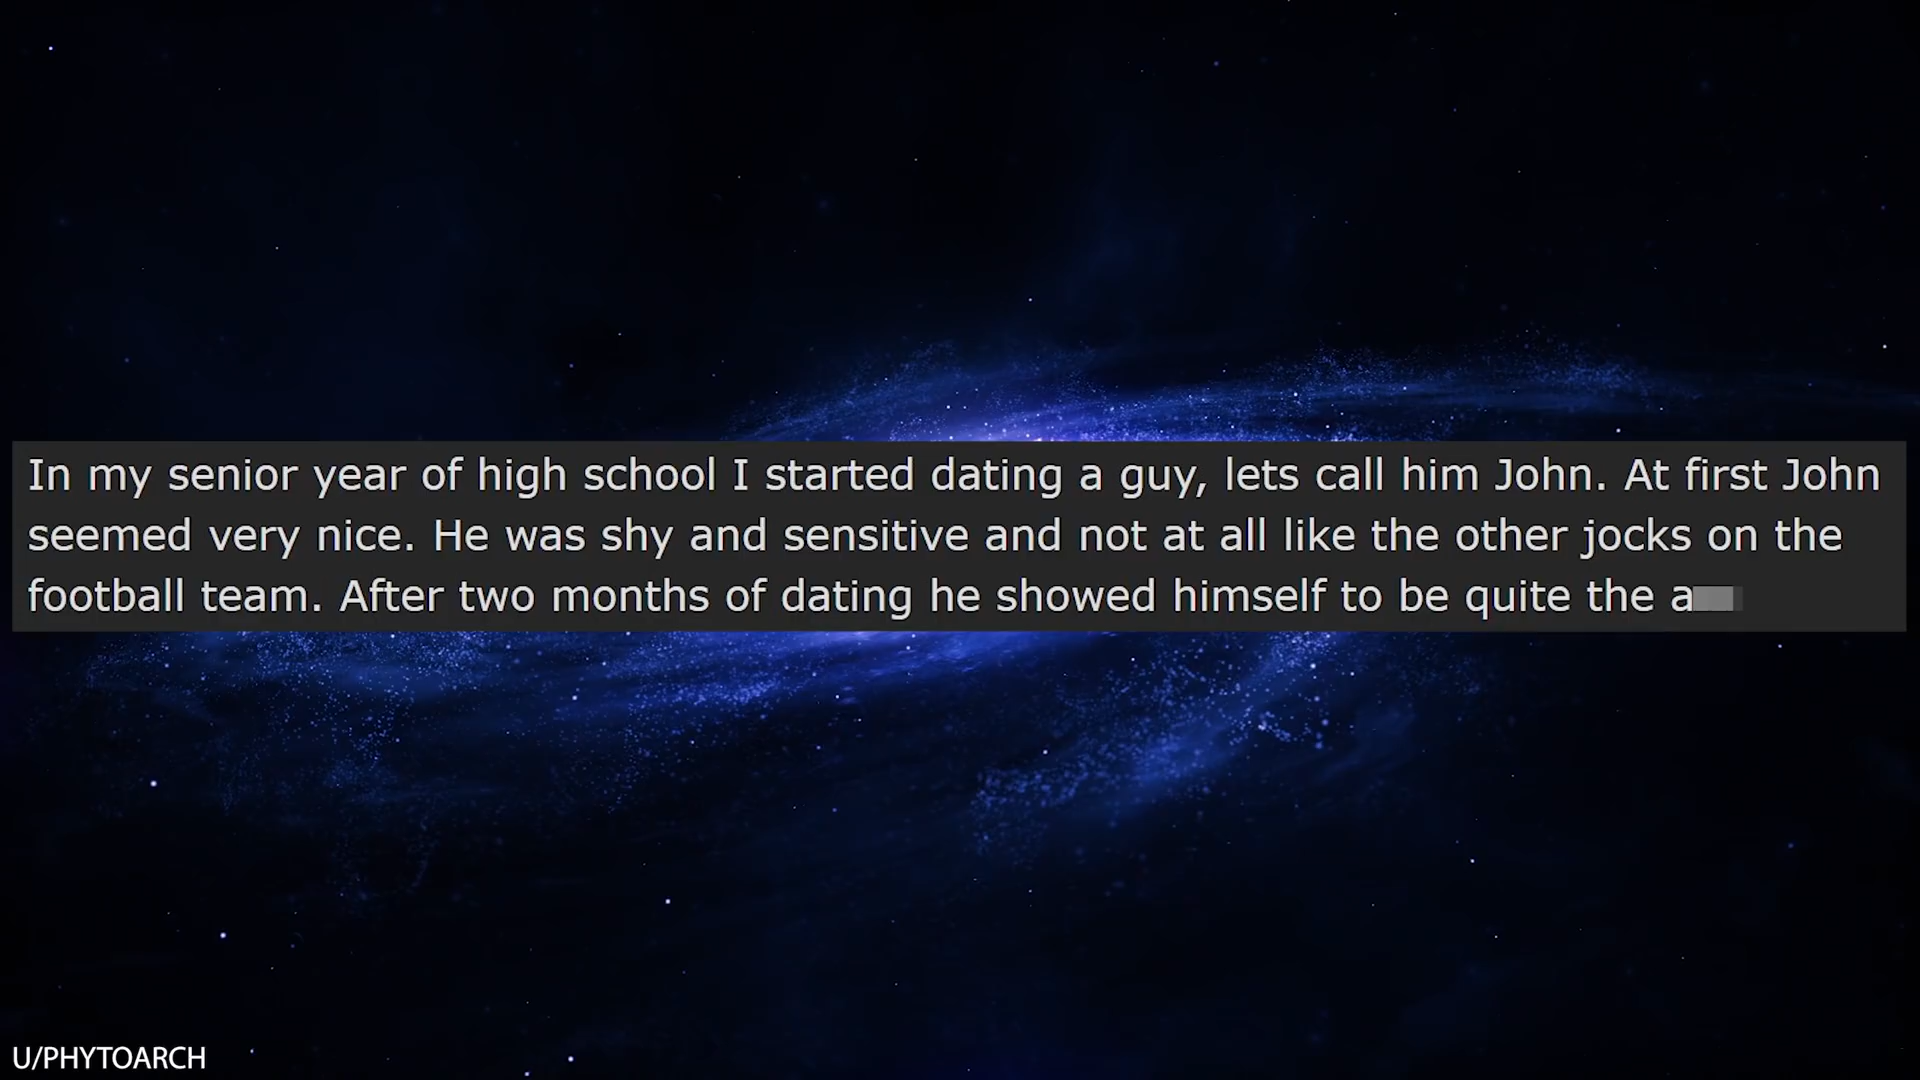 In my senior year of high school I started dating a guy, lets call him John. At first John
seemed very nice. He was shy and sensitive and not at all like the other jocks on the
football team. After two months of dating he showed himself to be quite the
U/PHYTOARCH